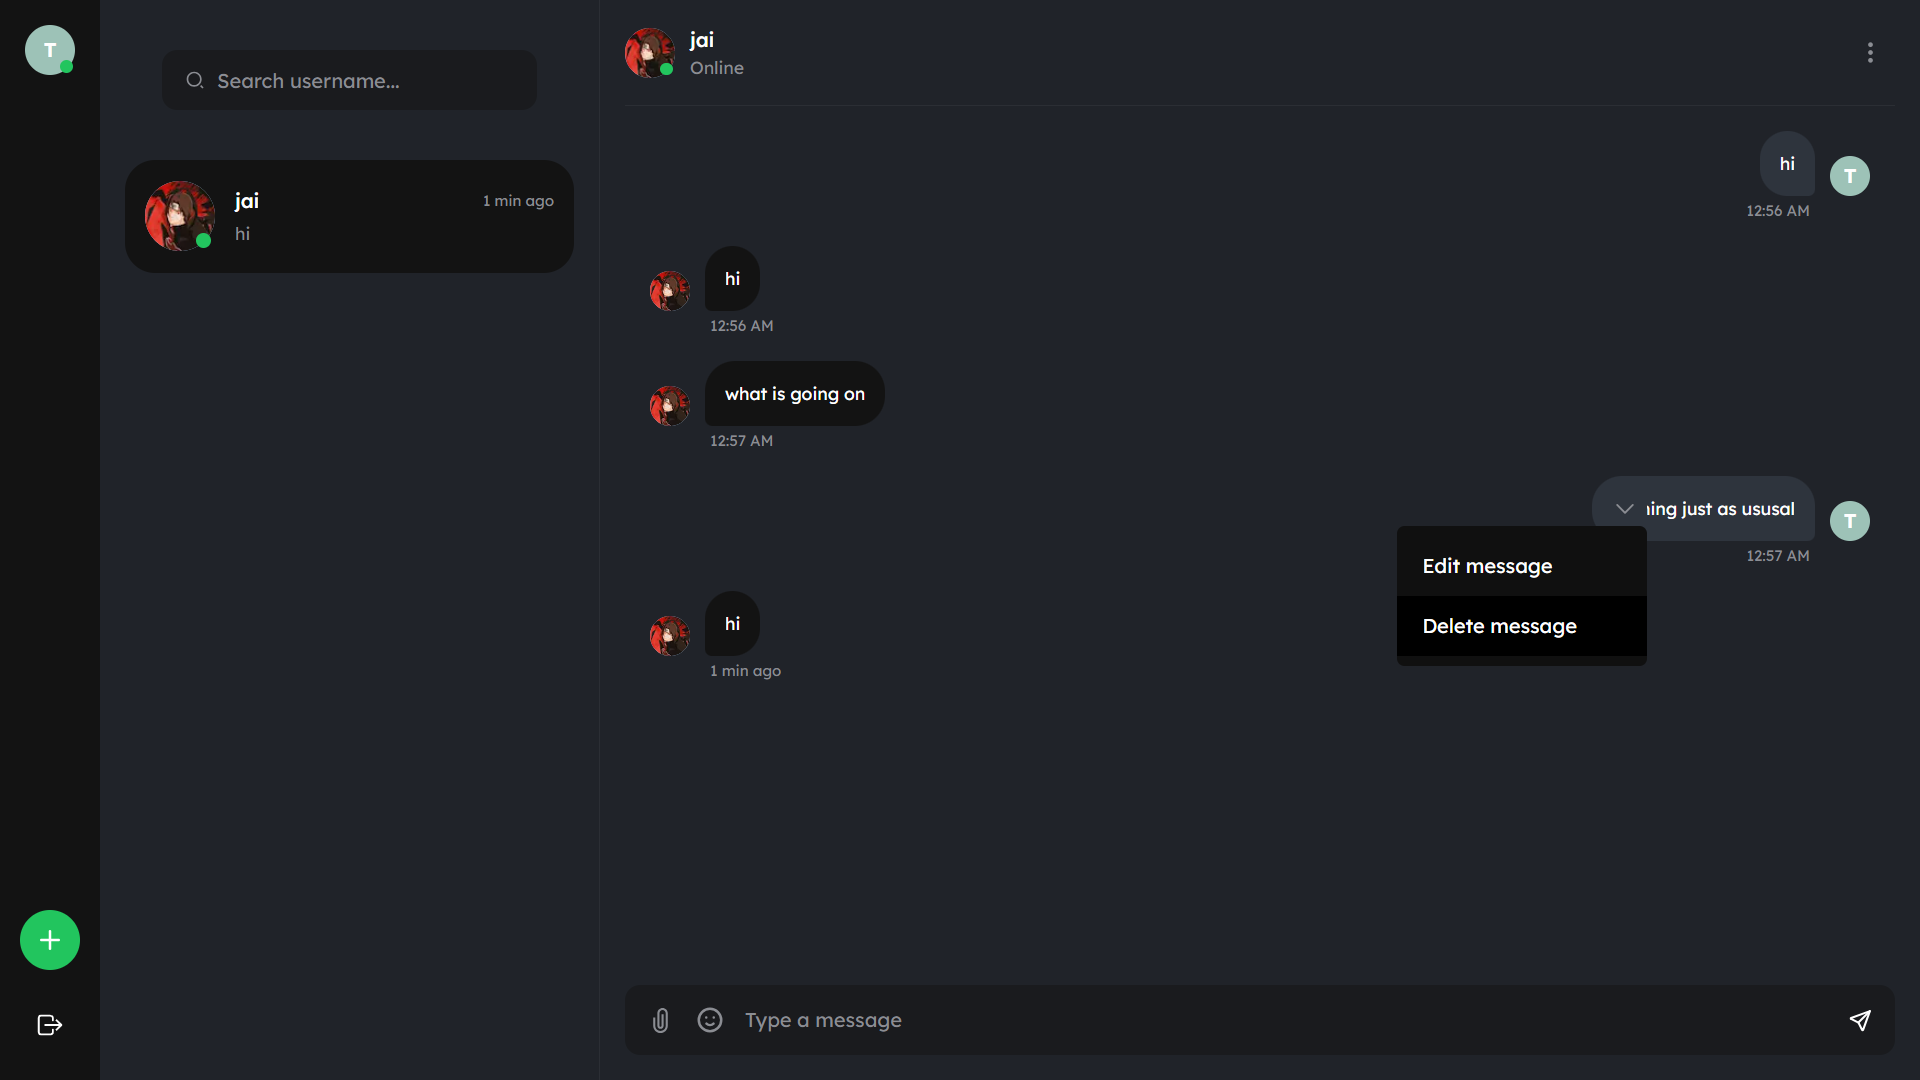 T
Search username...
jai
1 min ago
hi
jai
Online
hi
T
12:56 AM
hi
12:56 AM
what is going on
12:57 AM
just as ususal
T
12:57 AM
Edit message
Delete message
hi
1 min ago
Type a message